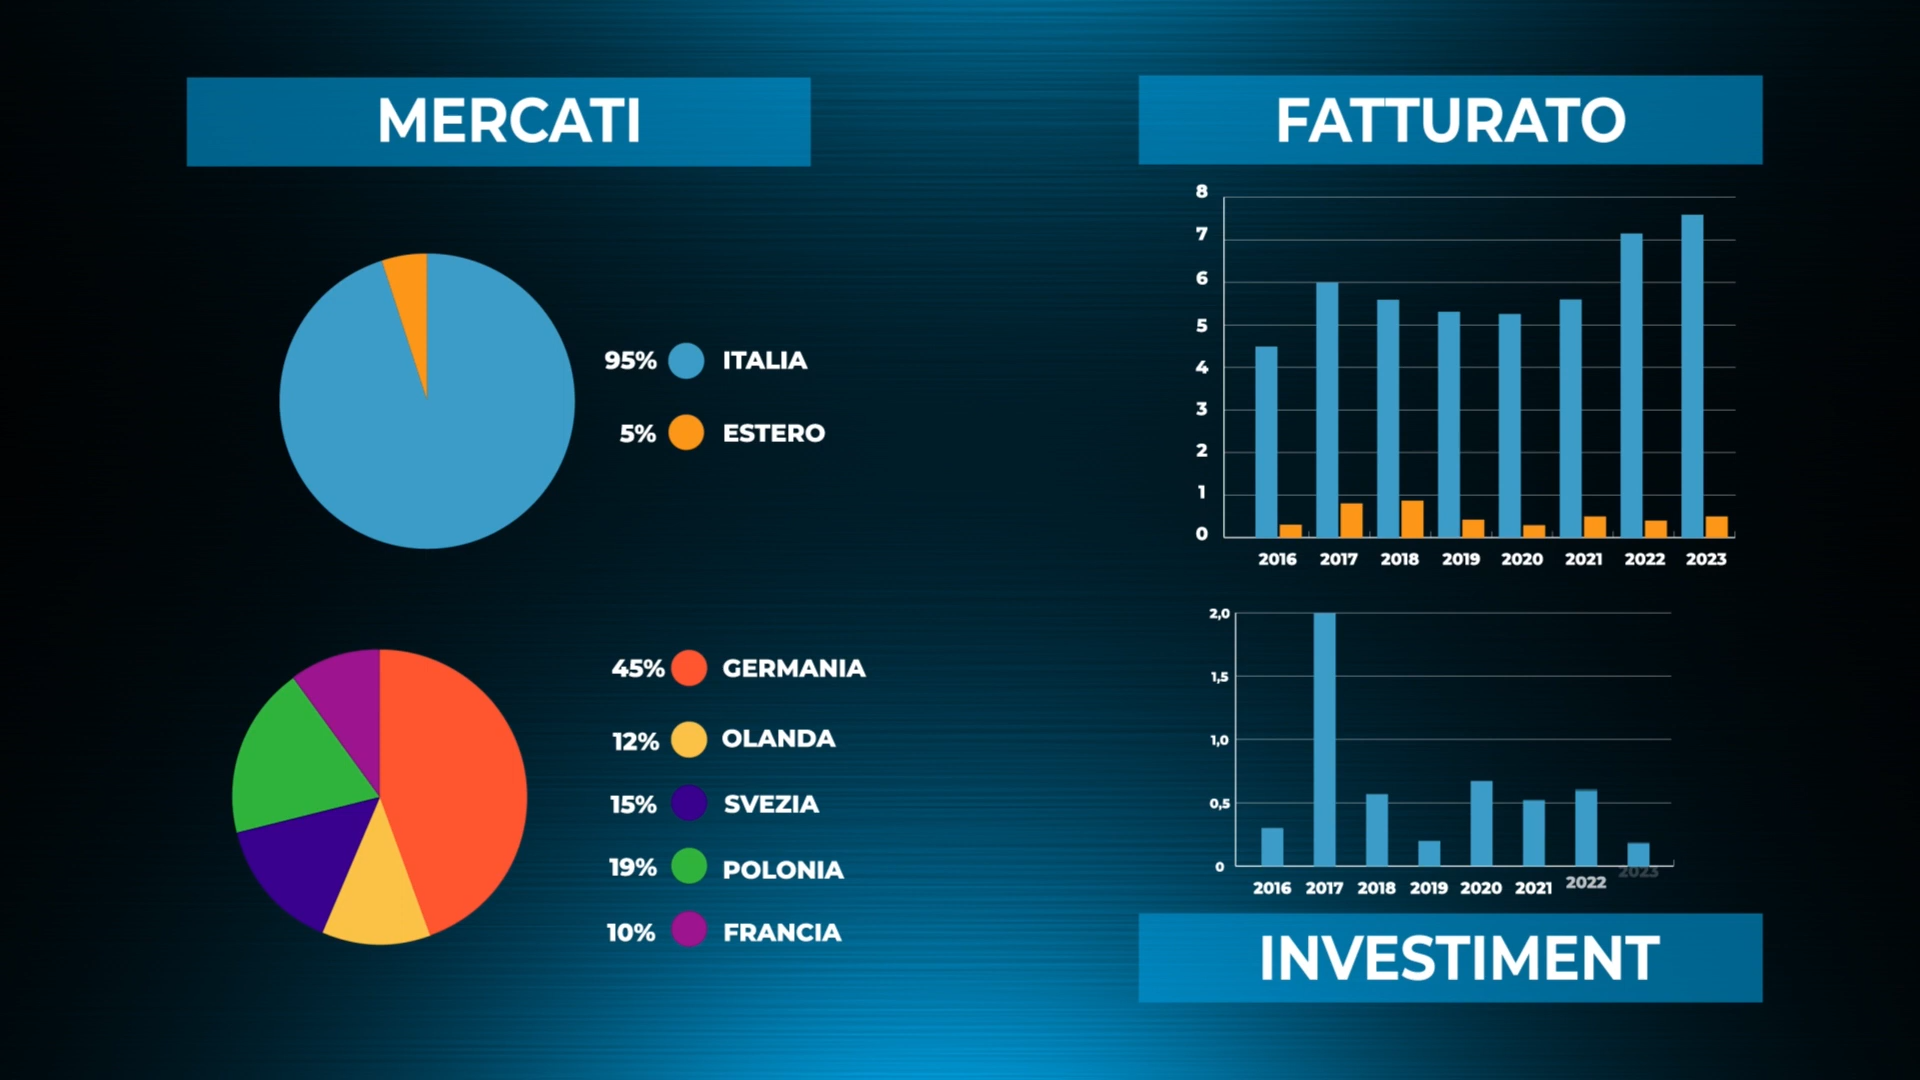 MERCATI
95% ITALIA
5% ESTERO
45% GERMANIA
12% OLANDA
15% SVEZIA
19% POLONIA
10% FRANCIA
FATTURATO
8
7
6
5
4
3
2
1
0
2016 2017 2018 2019 2020 2021 2022 2023
2,0
1,5
1,0
0,5
0
2016 2017 2018 2019 2020 2021 2022 2023
INVESTIMENT